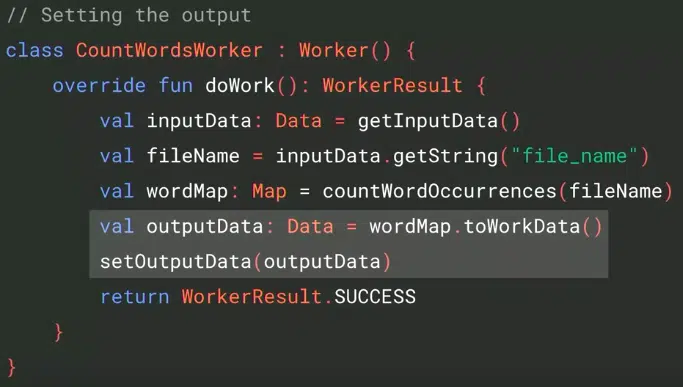 // Setting the output
class CountWordsWorker : Worker() {
    override fun doWork(): WorkerResult {
        val inputData: Data = getInputData()
        val fileName = inputData.getString("file_name")
        val wordMap: Map = countWordOccurrences(fileName)
        val outputData: Data = wordMap.toWorkData()
        setOutputData(outputData)
        return WorkerResult.SUCCESS
    }
}